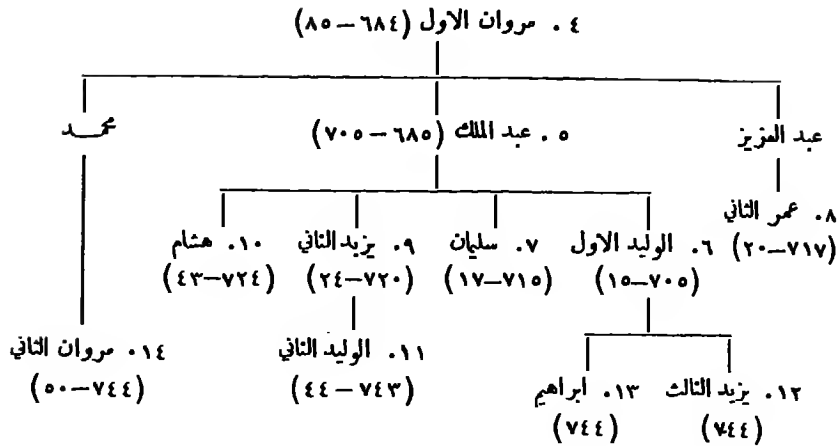 ٤ . مروان الاول (٦٨٤ – ٨٥)
عبد العزيز
٥ . عبد الملك (٦٨٥ – ٧٠٥)
محمد
٨. عمر الثاني
(٧١٧–٢٠)
٦. الوليد الاول
(٧٠٥–١٥)
٧. سليمان
(٧١٥–١٧)
٩. يزيد الثاني
(٧٢٠–٢٤)
١٠. هشام
(٧٢٤–٤٣)
١٢. يزيد الثالث
(٧٤٤)
١٣. ابراهيم
(٧٤٤)
١١. الوليد الثاني
(٧٤٣–٤٤)
١٤. مروان الثاني
(٧٤٤–٥٠)